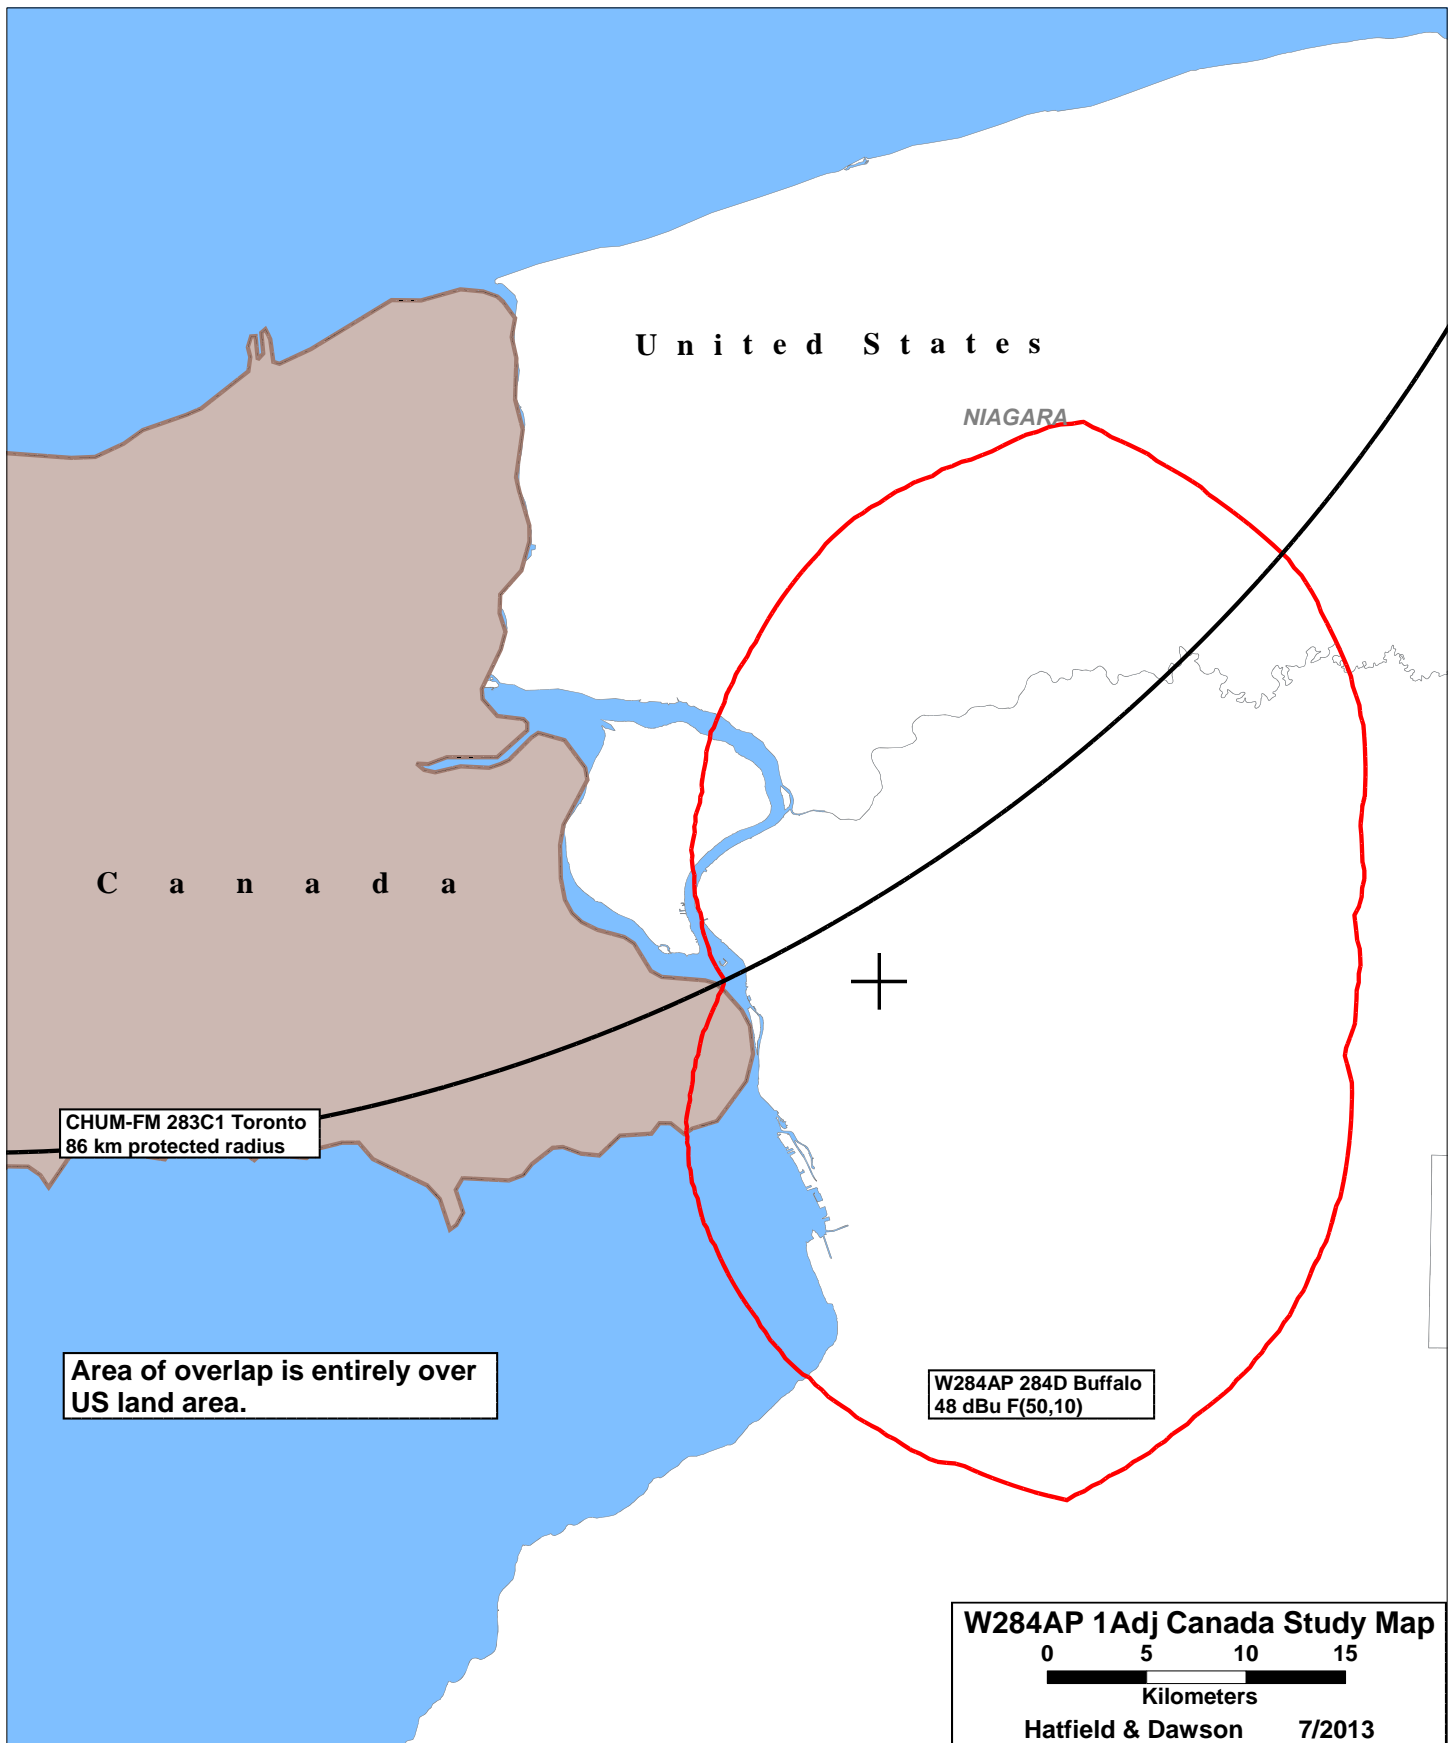 United States
NIAGARA
Canada
CHUM-FM 283C1 Toronto
86 km protected radius
Area of overlap is entirely over
US land area.
W284AP 284D Buffalo
48 dBu F(50,10)
W284AP 1Adj Canada Study Map
0 5 10 15
Kilometers
Hatfield & Dawson 7/2013